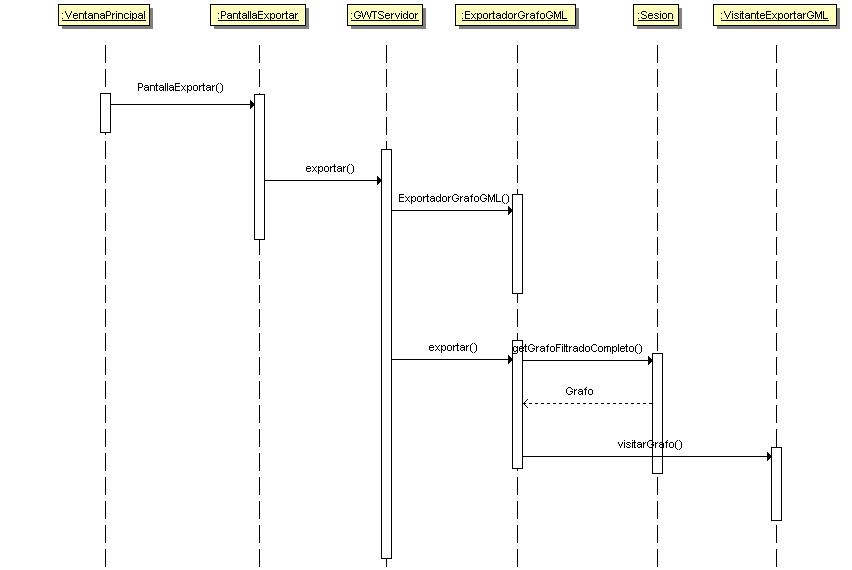 :VentanaPrincipal
:PantallaExportar
:GWTServidor
:ExportadorGrafoGML
:Sesion
:VisitanteExportarGML
PantallaExportar()
exportar()
ExportadorGrafoGML()
exportar()
getGrafoFiltradoCompleto()
Grafo
visitarGrafo()